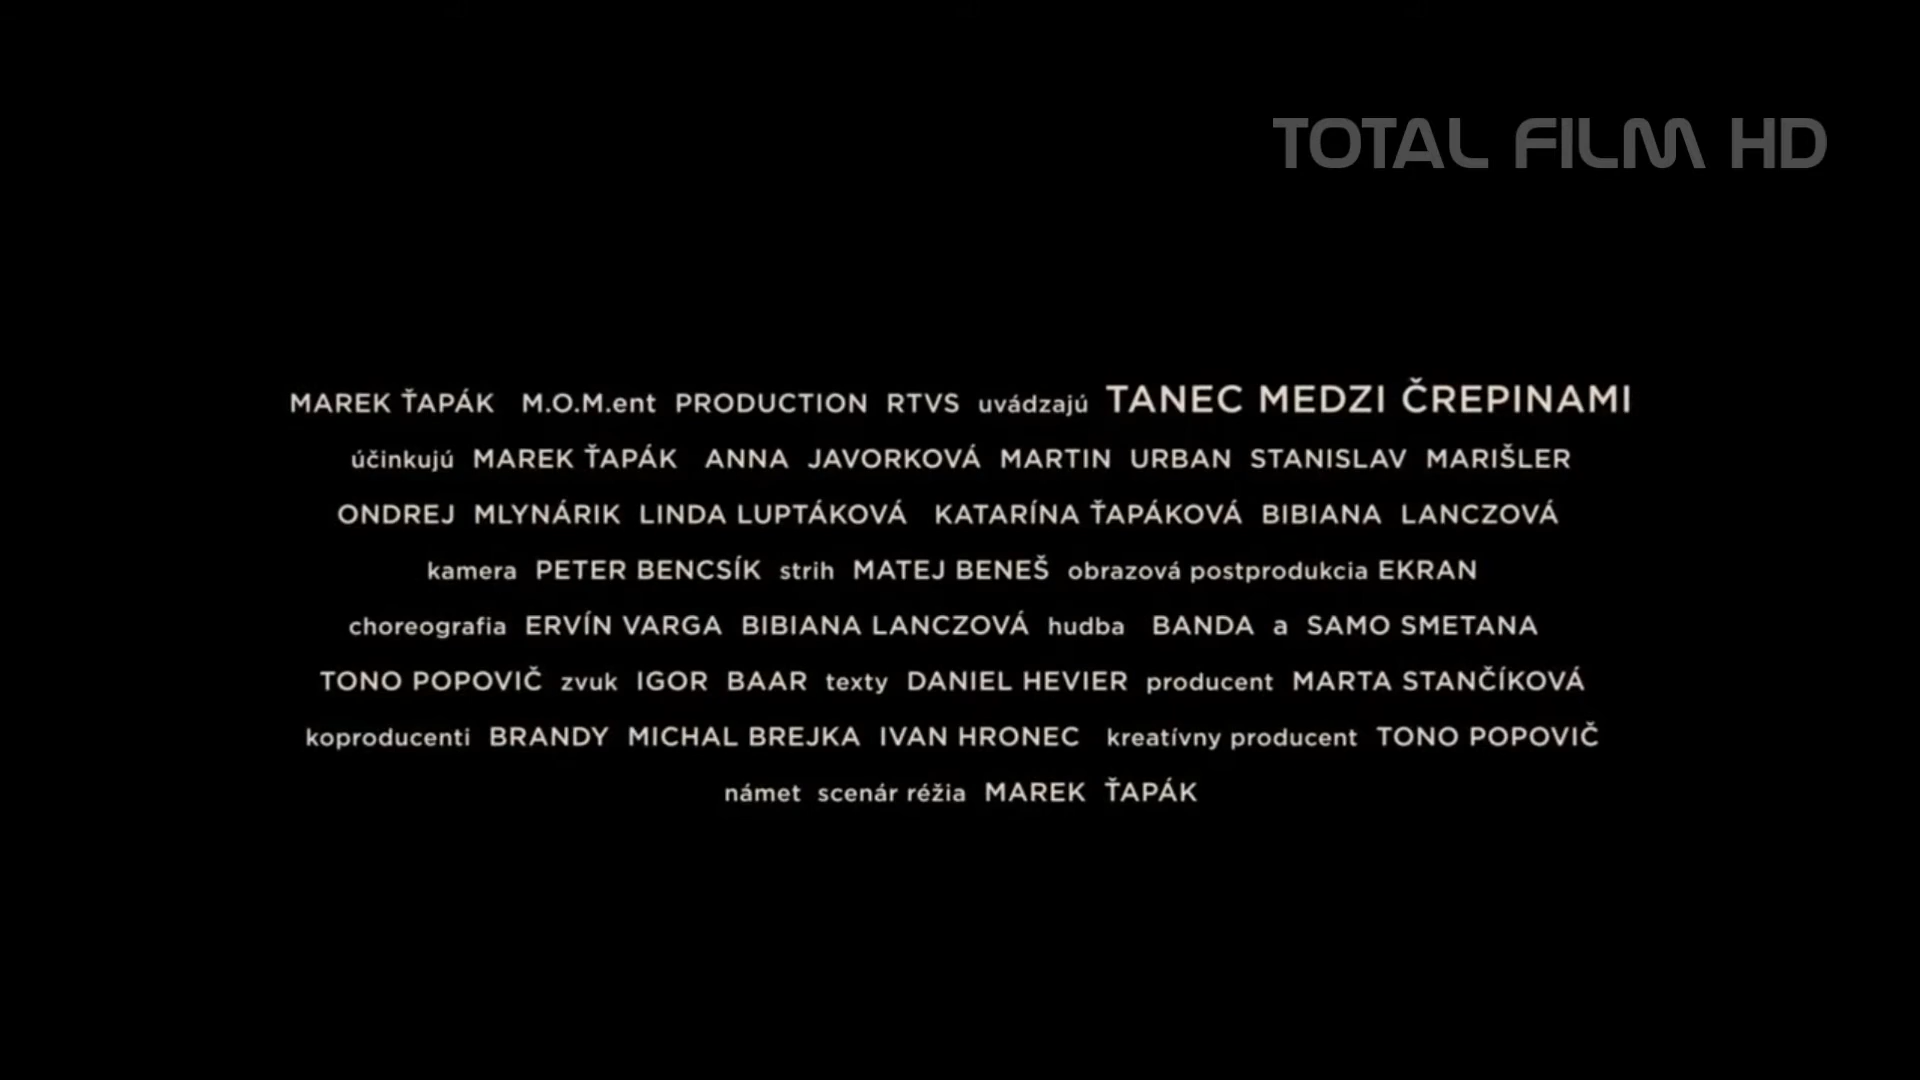 TOTAL FILM HD
MAREK ŤAPÁK M.O.M.ent PRODUCTION RTVS uvádzajú TANEC MEDZI ČREPINAMI
účinkujú MAREK ŤAPÁK ANNA JAVORKOVÁ MARTIN URBAN STANISLAV MARIŠLER
ONDREJ MLYNÁRIK LINDA LUPTÁKOVÁ KATARÍNA ŤAPÁKOVÁ BIBIANA LANCZOVÁ
kamera PETER BENCSÍK strih MATEJ BENEŠ obrazová postprodukcia EKRAN
choreografia ERVÍN VARGA BIBIANA LANCZOVÁ hudba BANDA a SAMO SMETANA
TONO POPOVIČ zvuk IGOR BAAR texty DANIEL HEVIER producent MARTA STANČÍKOVÁ
koproducenti BRANDY MICHAL BREJKA IVAN HRONEC kreatívny producent TONO POPOVIČ
námet scenár réžia MAREK ŤAPÁK